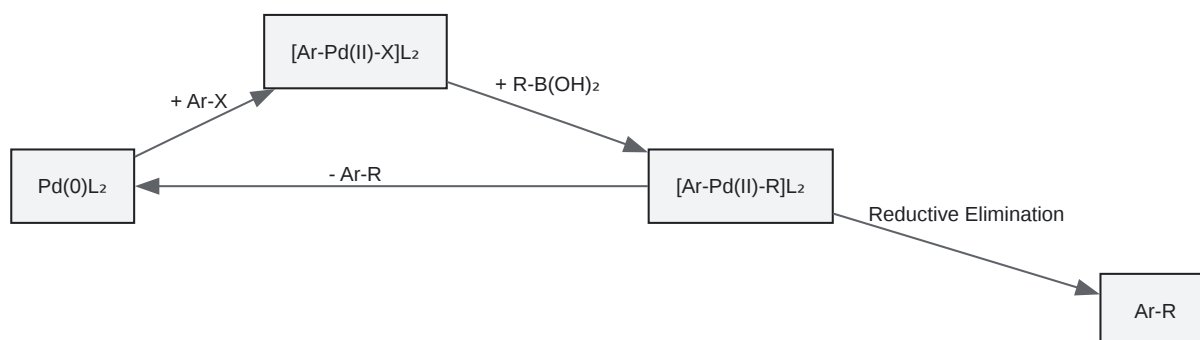 [Ar-Pd(II)-X]L₂
+ R-B(OH)₂
+ Ar-X
Pd(0)L₂
- Ar-R
[Ar-Pd(II)-R]L₂
Reductive Elimination
Ar-R